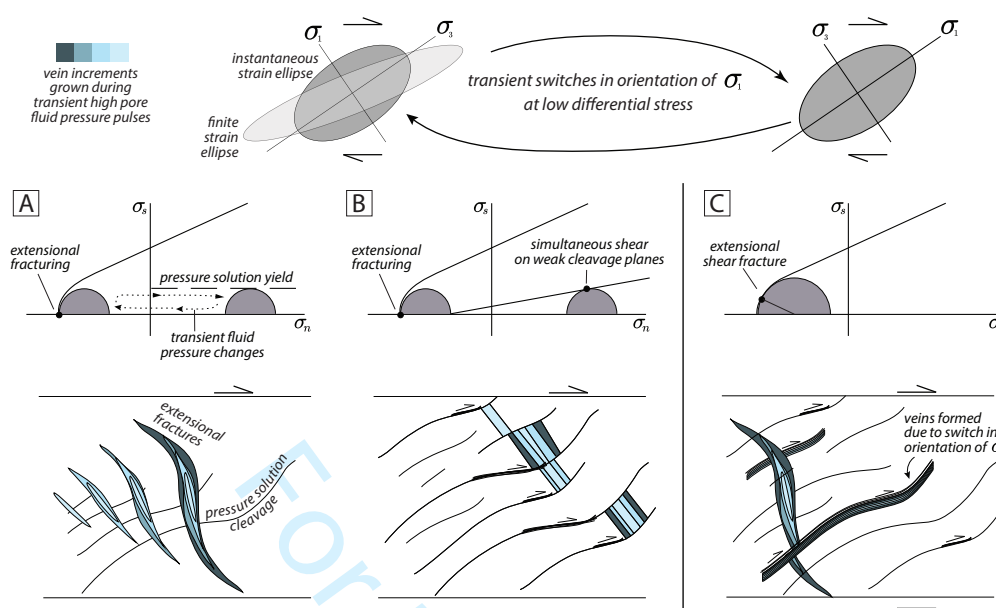 σ₁
σ₃
σ₃
σ₁
vein increments
grown during
transient high pore
fluid pressure pulses
instantaneous
strain ellipse
finite
strain
ellipse
transient switches in orientation of σ₁
at low differential stress
A
σₛ
extensional
fracturing
pressure solution yield
σₙ
transient fluid
pressure changes
extensional
fractures
pressure solution
cleavage
B
σₛ
extensional
fracturing
simultaneous shear
on weak cleavage planes
σₙ
C
σₛ
extensional
shear fracture
σ
veins formed
due to switch in
orientation of σ
For